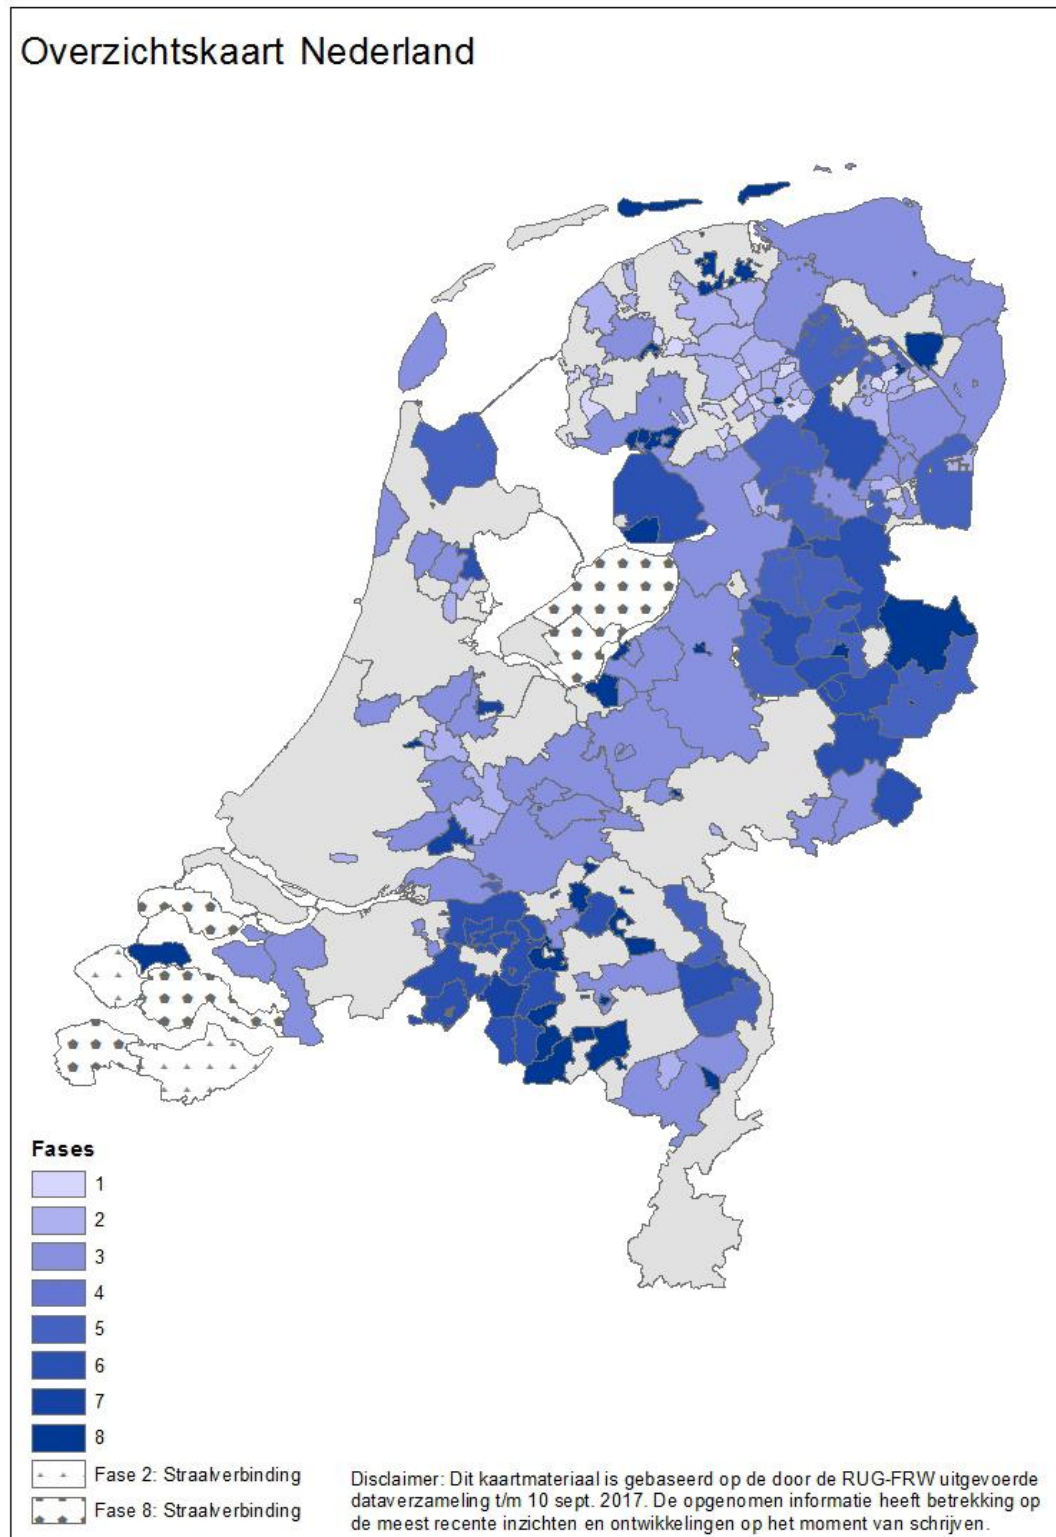 Overzichtskaart Nederland
Fases
1
2
3
4
5
6
7
8
Fase 2: Straalverbinding
Fase 8: Straalverbinding
Disclaimer: Dit kaartmateriaal is gebaseerd op de door de RUG-FRW uitgevoerde
dataverzameling t/m 10 sept. 2017. De opgenomen informatie heeft betrekking op
de meest recente inzichten en ontwikkelingen op het moment van schrijven.